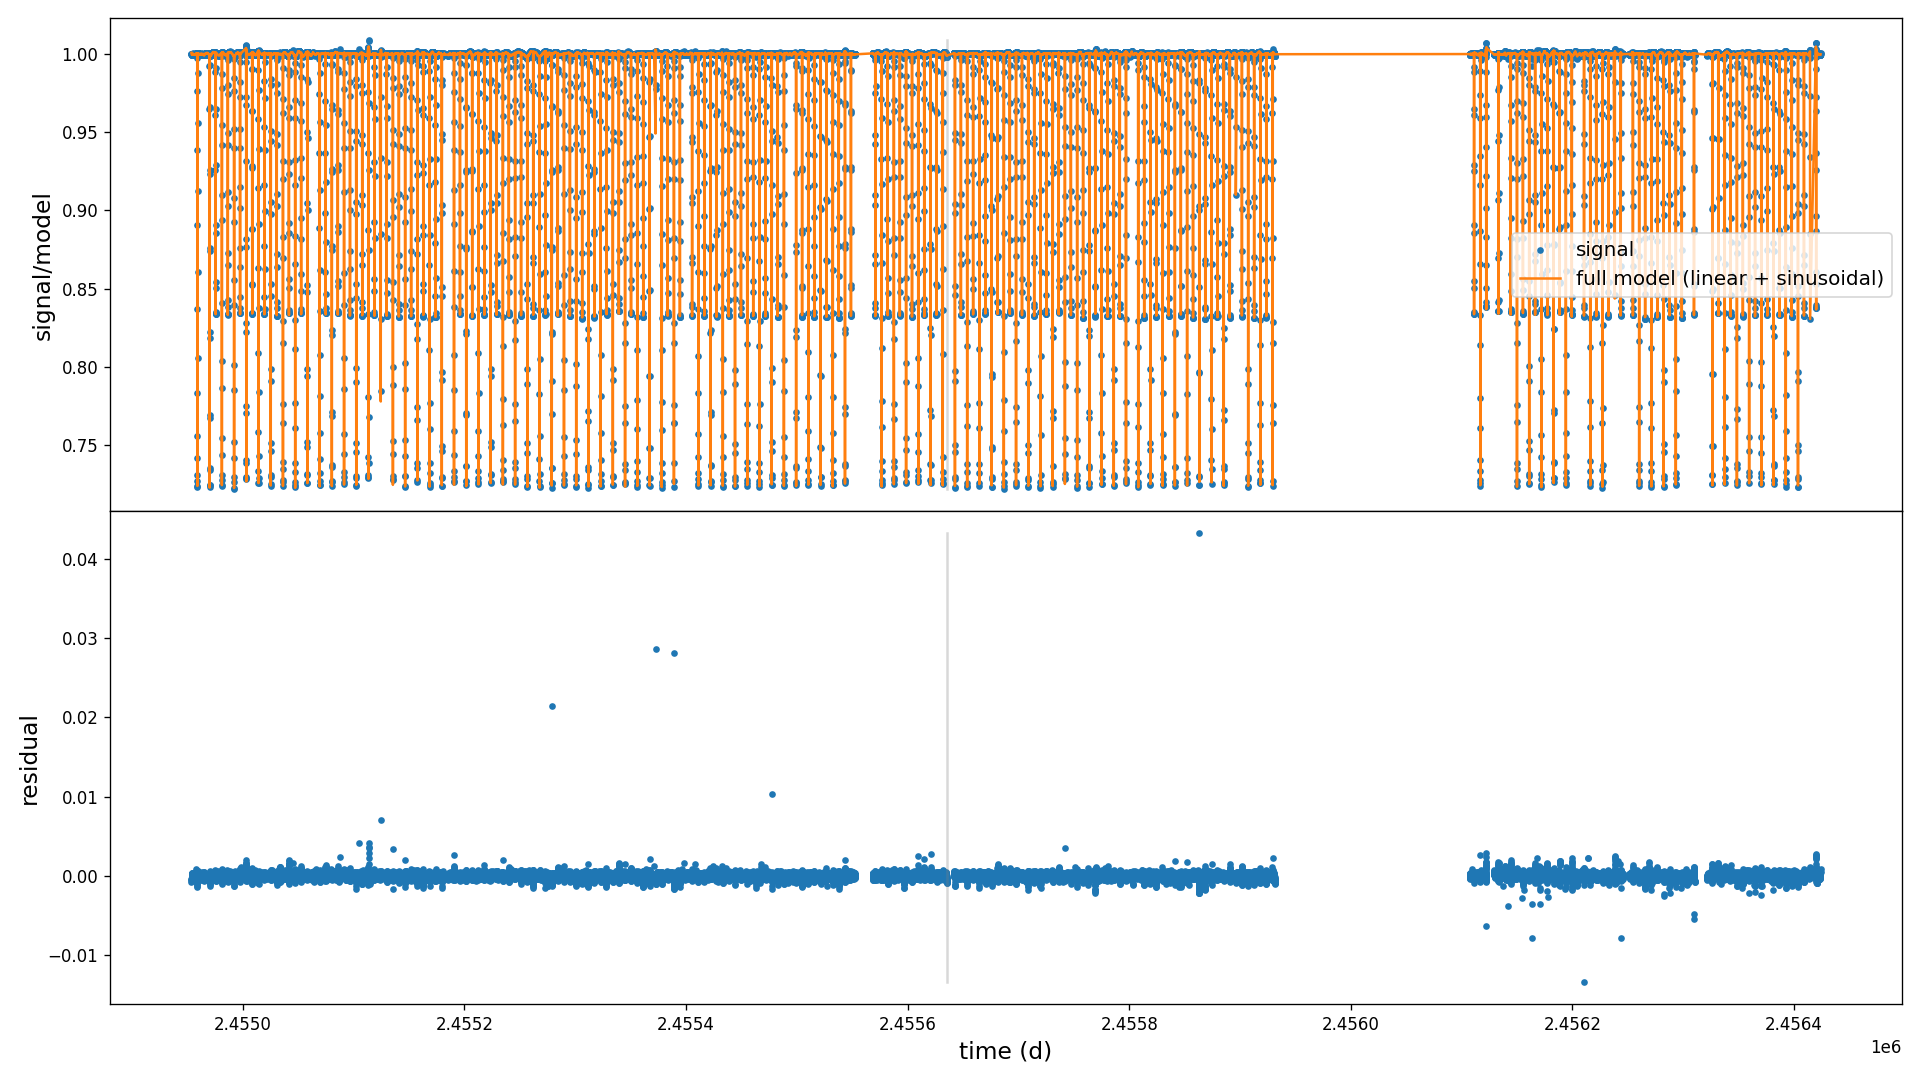 signal/model
1.00
0.95
0.90
0.85
0.80
0.75
signal
full model (linear + sinusoidal)
residual
0.04
0.03
0.02
0.01
0.00
−0.01
2.4550 2.4552 2.4554 2.4556 2.4558 2.4560 2.4562 2.4564
1e6
time (d)